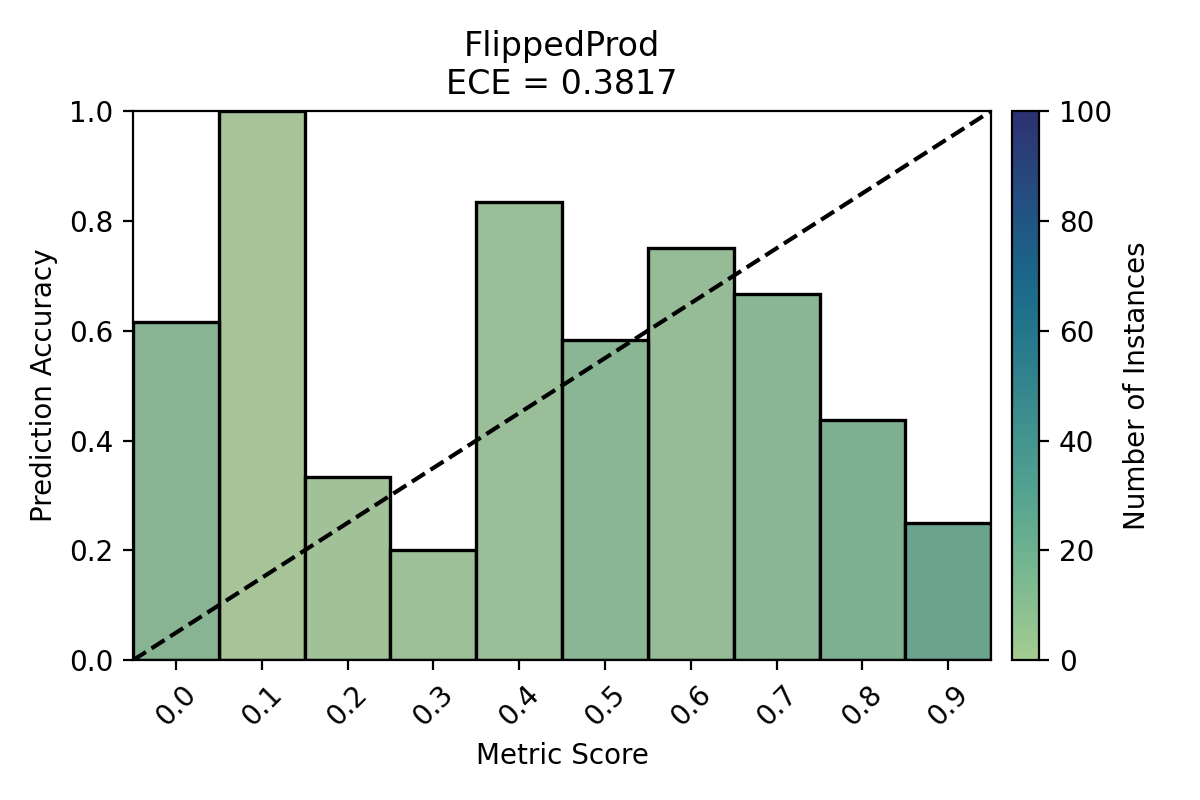 FlippedProd
ECE = 0.3817
1.0
0.8
0.6
0.4
0.2
0.0
Prediction Accuracy
0.0 0.1 0.2 0.3 0.4 0.5 0.6 0.7 0.8 0.9
Metric Score
100
80
60
40
20
0
Number of Instances